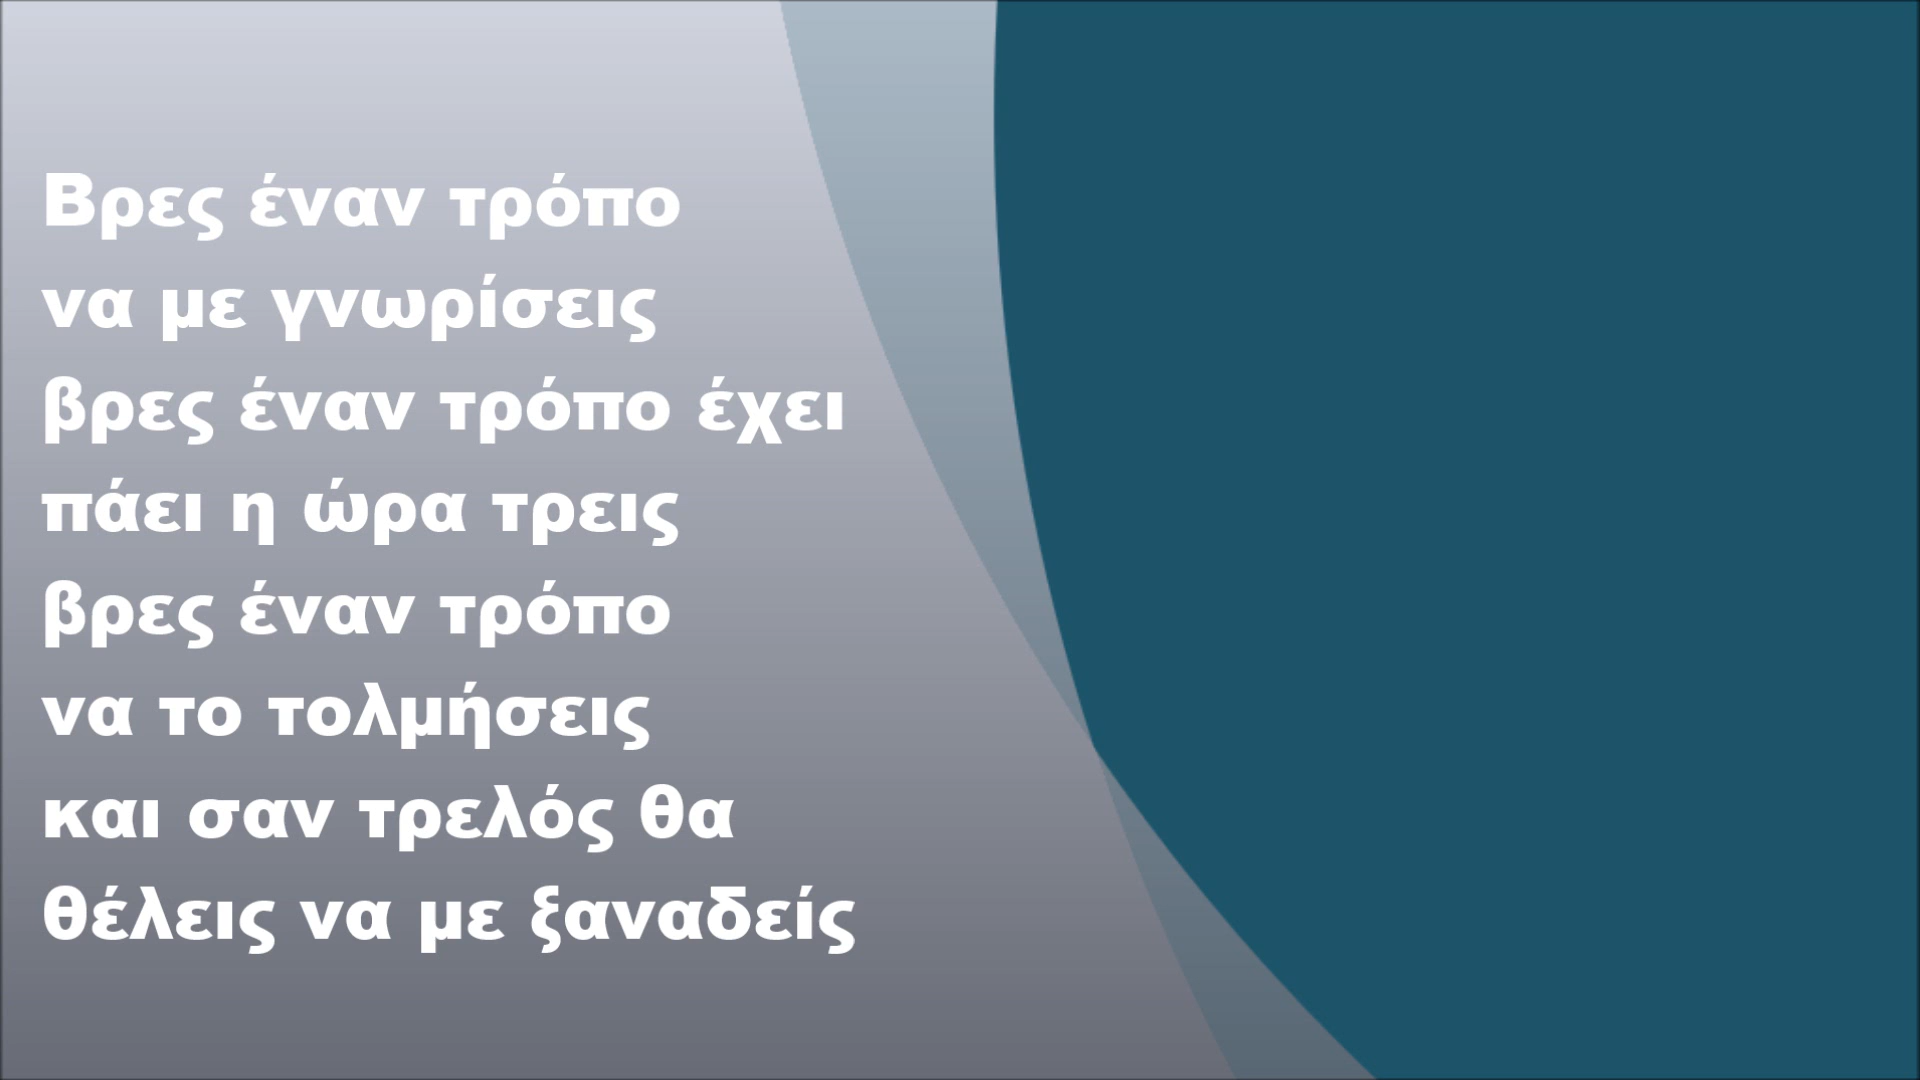 Βρες έναν τρόπο
να με γνωρίσεις
βρες έναν τρόπο έχει
πάει η ώρα τρεις
βρες έναν τρόπο
να το τολμήσεις
και σαν τρελός θα
θέλεις να με ξαναδείς